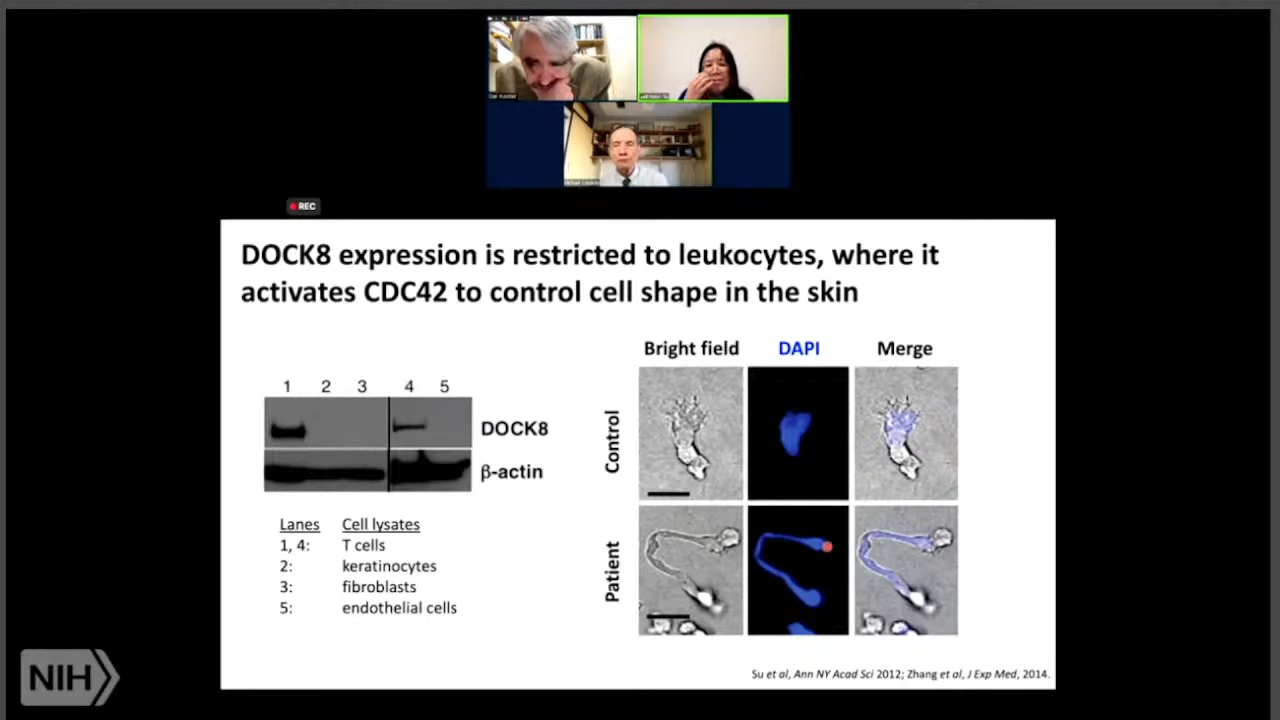 Dan Kastner
REC
DOCK8 expression is restricted to leukocytes, where it
activates CDC42 to control cell shape in the skin
Bright field DAPI Merge
1 2 3 4 5
DOCK8
β-actin
Control
Patient
Lanes Cell lysates
1, 4: T cells
2: keratinocytes
3: fibroblasts
5: endothelial cells
Su et al, Ann NY Acad Sci 2012; Zhang et al, J Exp Med, 2014.
NIH